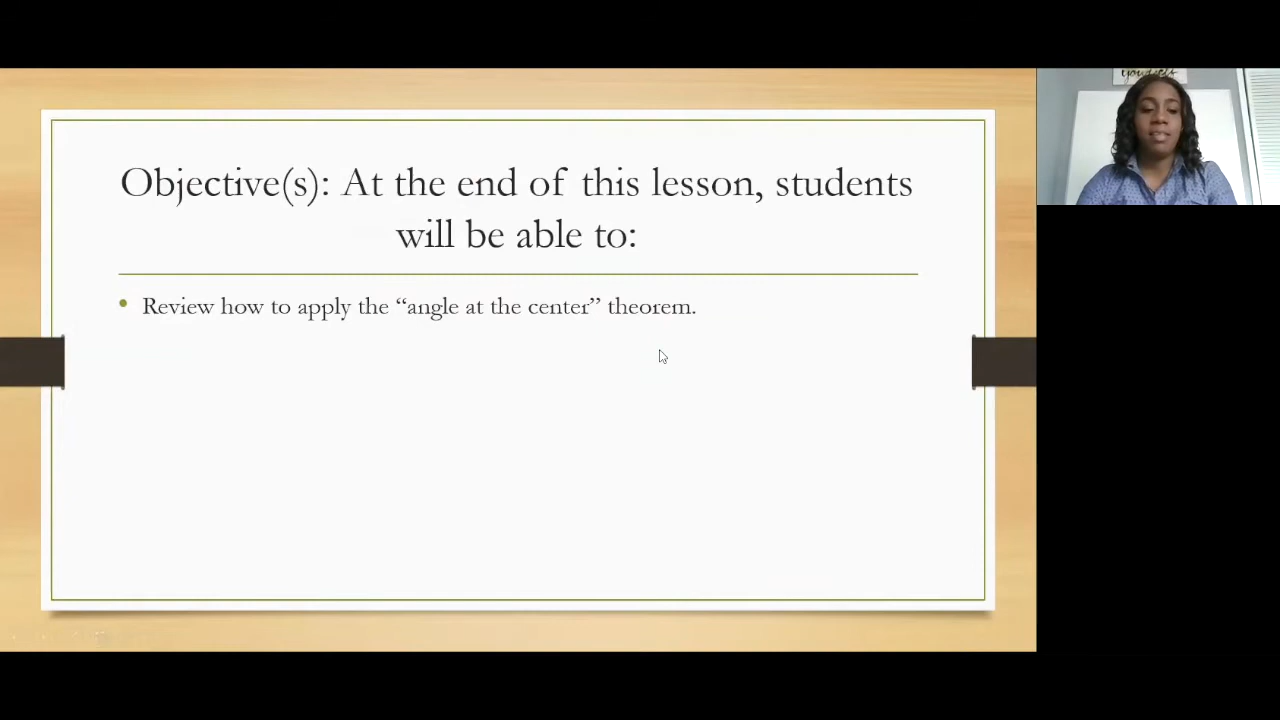 Objective(s): At the end of this lesson, students
will be able to:
• Review how to apply the “angle at the center” theorem.